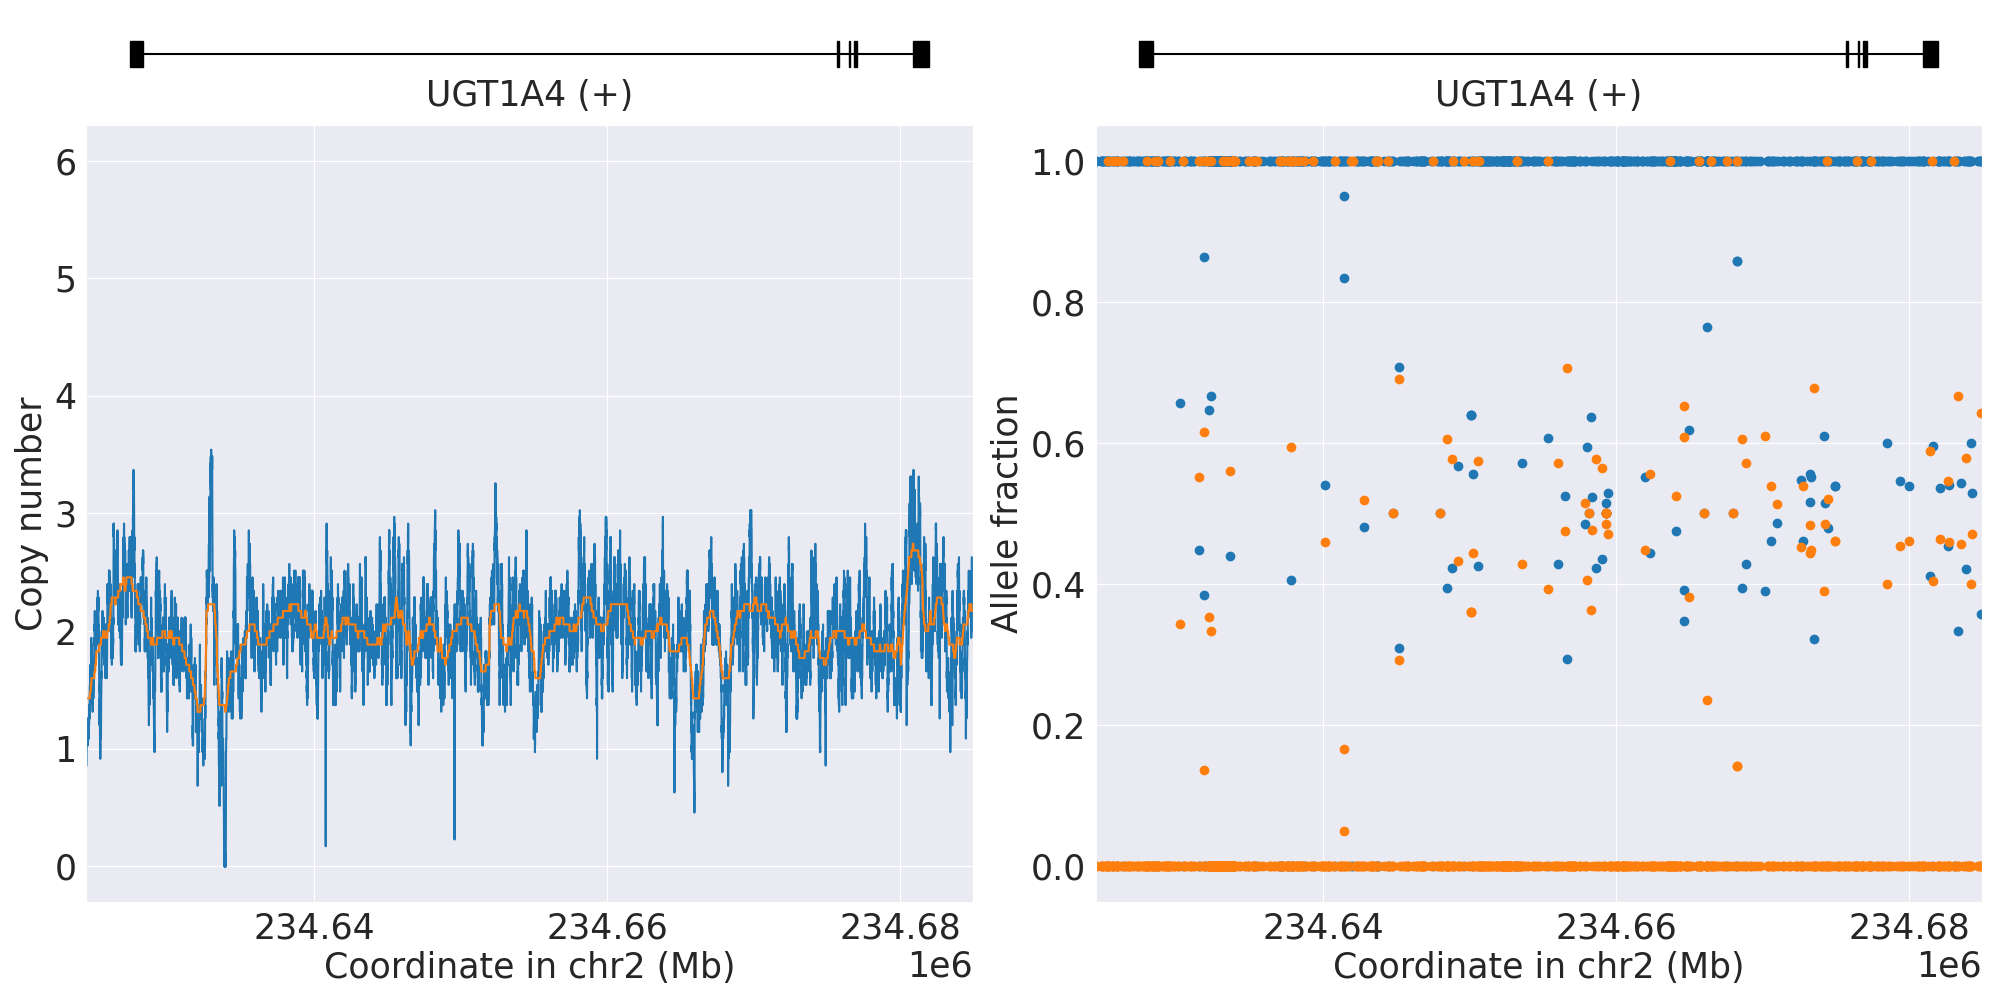 UGT1A4 (+)
6
5
4
3
2
1
0
Copy number
234.64 234.66 234.68
Coordinate in chr2 (Mb)
1e6
UGT1A4 (+)
1.0
0.8
0.6
0.4
0.2
0.0
Allele fraction
234.64 234.66 234.68
Coordinate in chr2 (Mb)
1e6